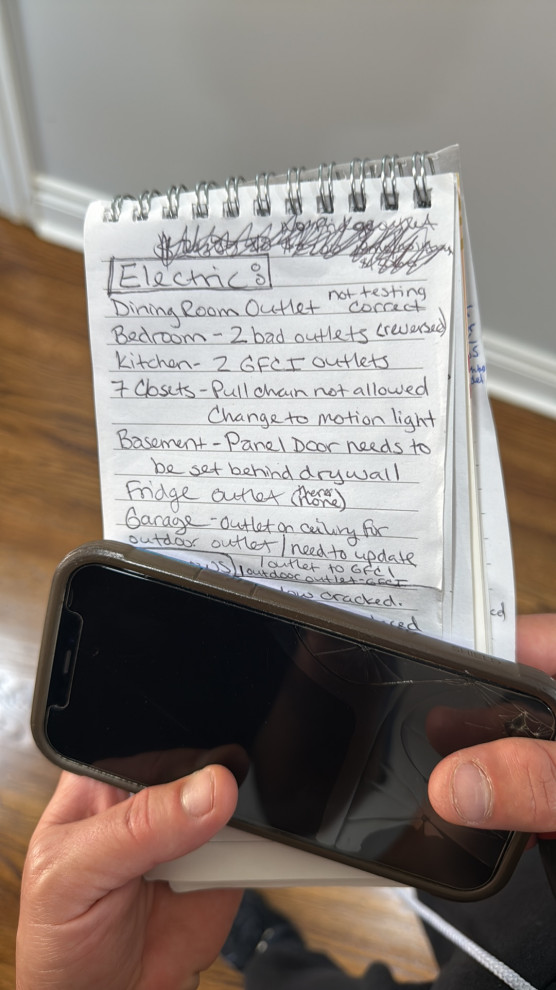 Electric:
Dining Room Outlet not testing correct
Bedroom - 2 bad outlets (reversed)
Kitchen - 2 GFCI outlets
7 Closets - Pull chain not allowed
Change to motion light
Basement - Panel Door needs to
be set behind drywall
Fridge outlet
Garage - outlet on ceiling for
outdoor outlet / need to update
outlet to GFCI
outdoor outlet - GFCI
cracked.